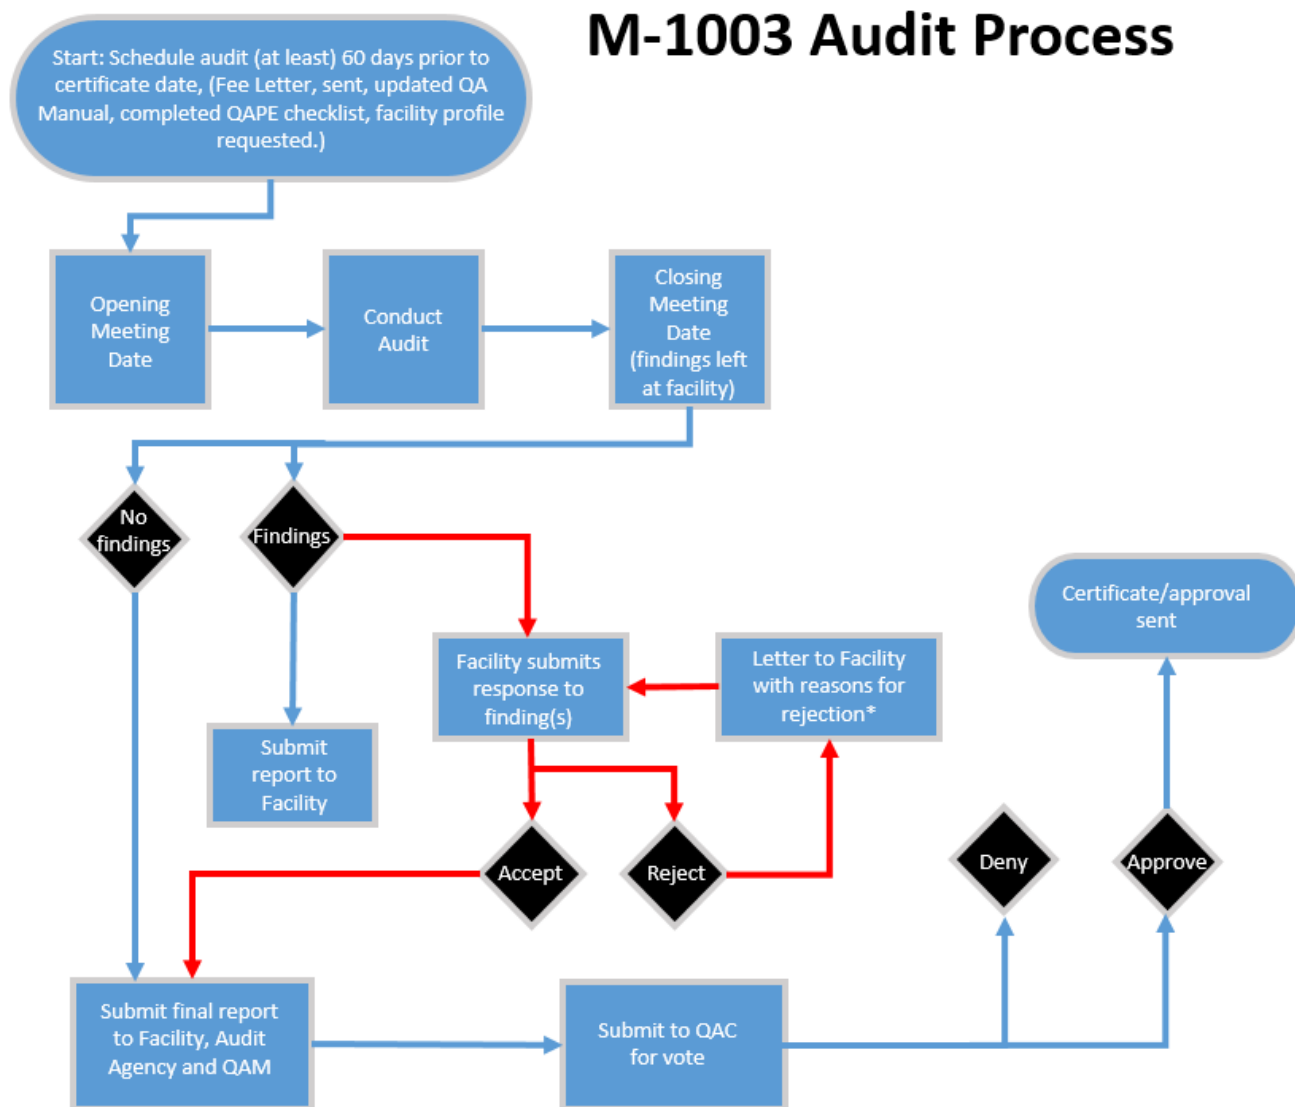 M-1003 Audit Process
Start: Schedule audit (at least) 60 days prior to
certificate date, (Fee Letter, sent, updated QA
Manual, completed QAPE checklist, facility profile
requested.)
Opening
Meeting
Date
Conduct
Audit
Closing
Meeting
Date
(findings left
at facility)
No
findings
Findings
Certificate/approval
sent
Facility submits
response to
finding(s)
Letter to Facility
with reasons for
rejection*
Submit
report to
Facility
Accept
Reject
Deny
Approve
Submit final report
to Facility, Audit
Agency and QAM
Submit to QAC
for vote